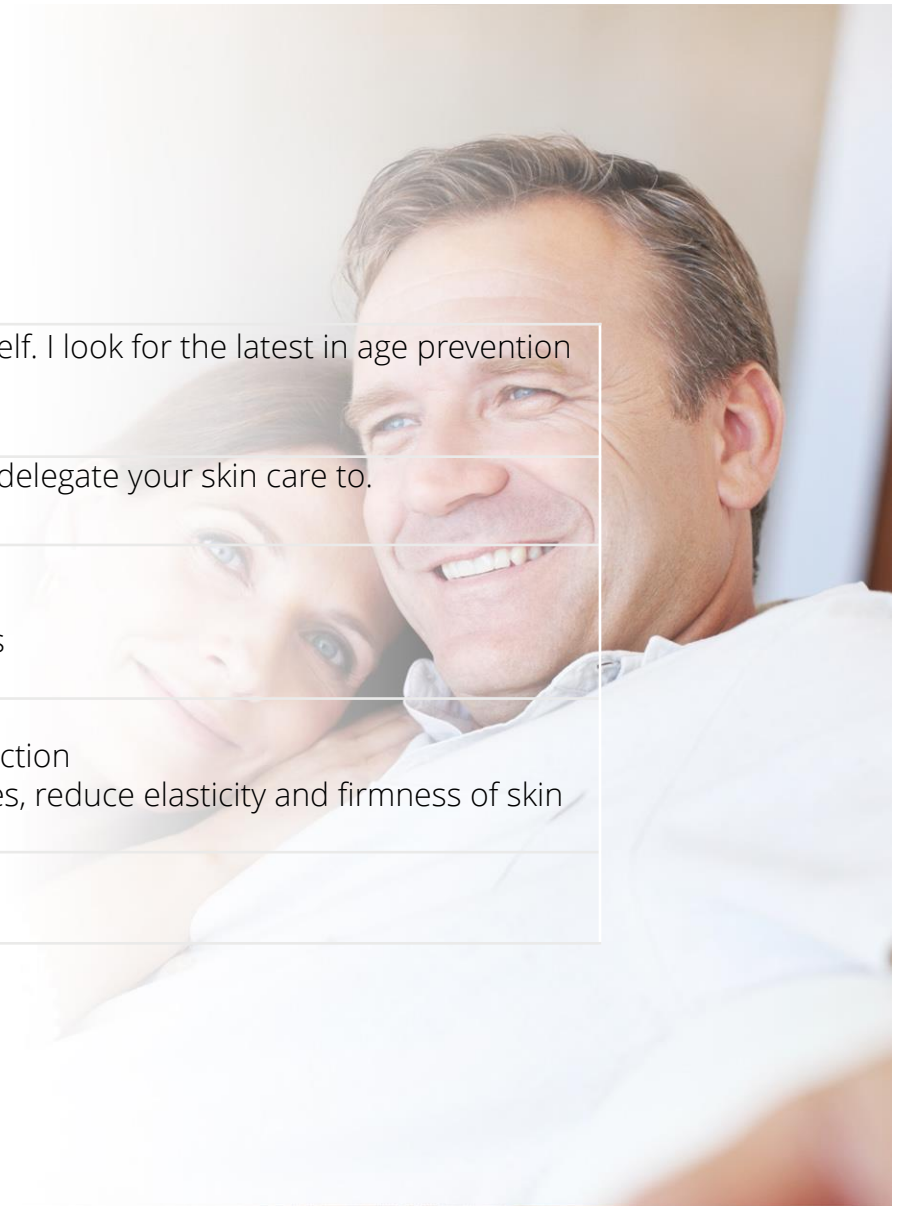 elf. I look for the latest in age prevention
delegate your skin care to.
s
ction
es, reduce elasticity and firmness of skin